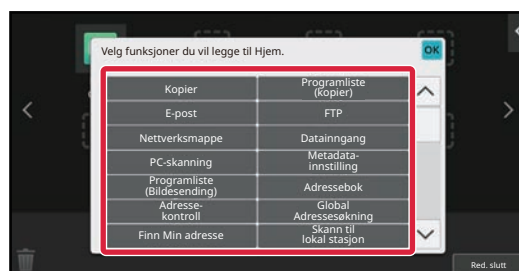 Velg funksjoner du vil legge til Hjem.
OK
Kopier
Programliste
(kopier)
E-post
FTP
Nettverksmappe
Datainngang
PC-skanning
Metadata-
innstilling
Programliste
(Bildesending)
Adressebok
Adresse-
kontroll
Global
Adressesøkning
Finn Min adresse
Skann til
lokal stasjon
Red. slutt